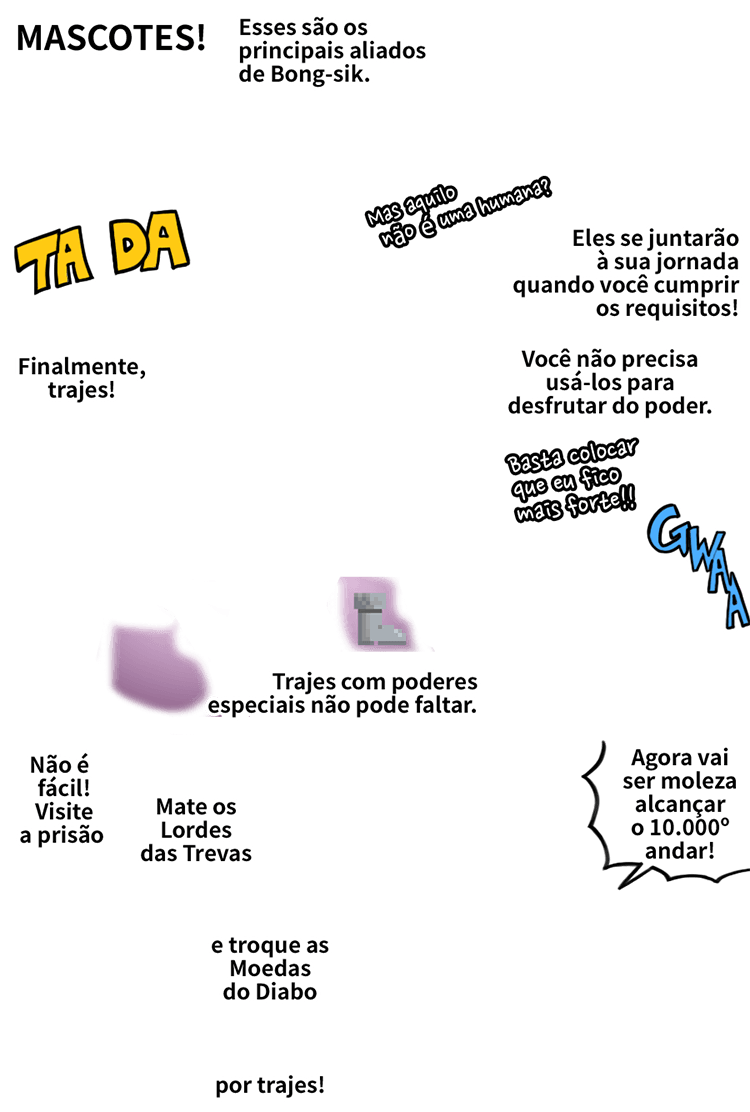 MASCOTES!
Esses são os
principais aliados
de Bong-sik.
TA DA
Mas aquilo
não é uma humana?
Eles se juntarão
à sua jornada
quando você cumprir
os requisitos!
Finalmente,
trajes!
Você não precisa
usá-los para
desfrutar do poder.
Basta colocar
que eu fico
mais forte!!
GWAAA
Trajes com poderes
especiais não pode faltar.
Não é
fácil!
Visite
a prisão
Mate os
Lordes
das Trevas
Agora vai
ser moleza
alcançar
o 10.000º
andar!
e troque as
Moedas
do Diabo
por trajes!